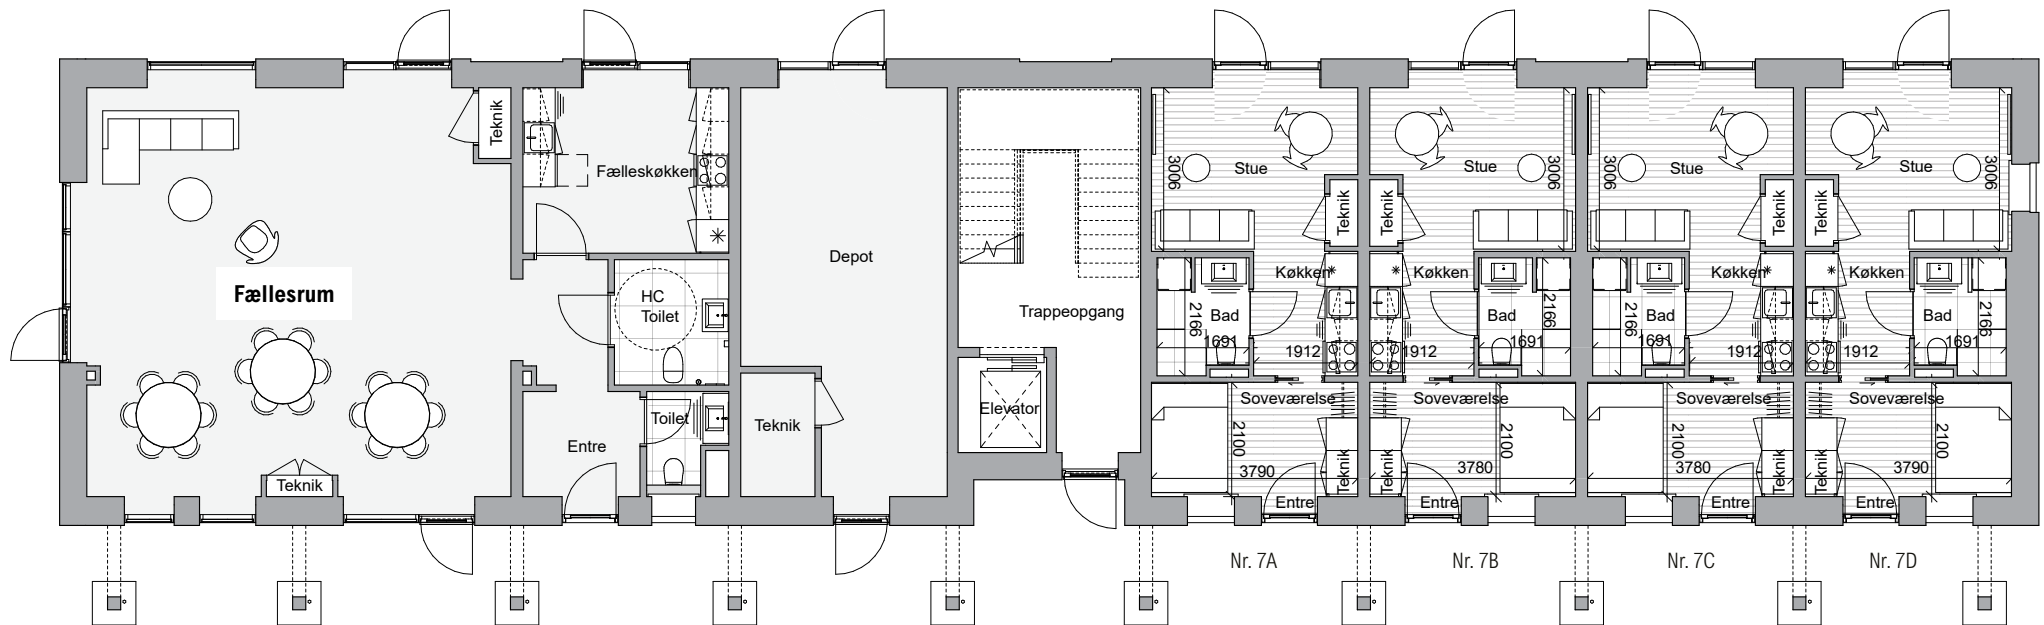 Teknik
Fælleskøkken
Fællesrum
HC
Toilet
Toilet
Entre
Teknik
Depot
Teknik
Trappeopgang
Elevator
Stue
3006
Teknik
Køkken
Bad
2166
1691
1912
Soveværelse
2100
3790
Teknik
Entre
Nr. 7A
Stue
3006
Teknik
Køkken
Bad
2166
1691
1912
Soveværelse
2100
3780
Teknik
Entre
Nr. 7B
Stue
3006
Teknik
Køkken
Bad
2166
1691
1912
Soveværelse
2100
3780
Teknik
Entre
Nr. 7C
Stue
3006
Teknik
Køkken
Bad
2166
1691
1912
Soveværelse
2100
3790
Teknik
Entre
Nr. 7D